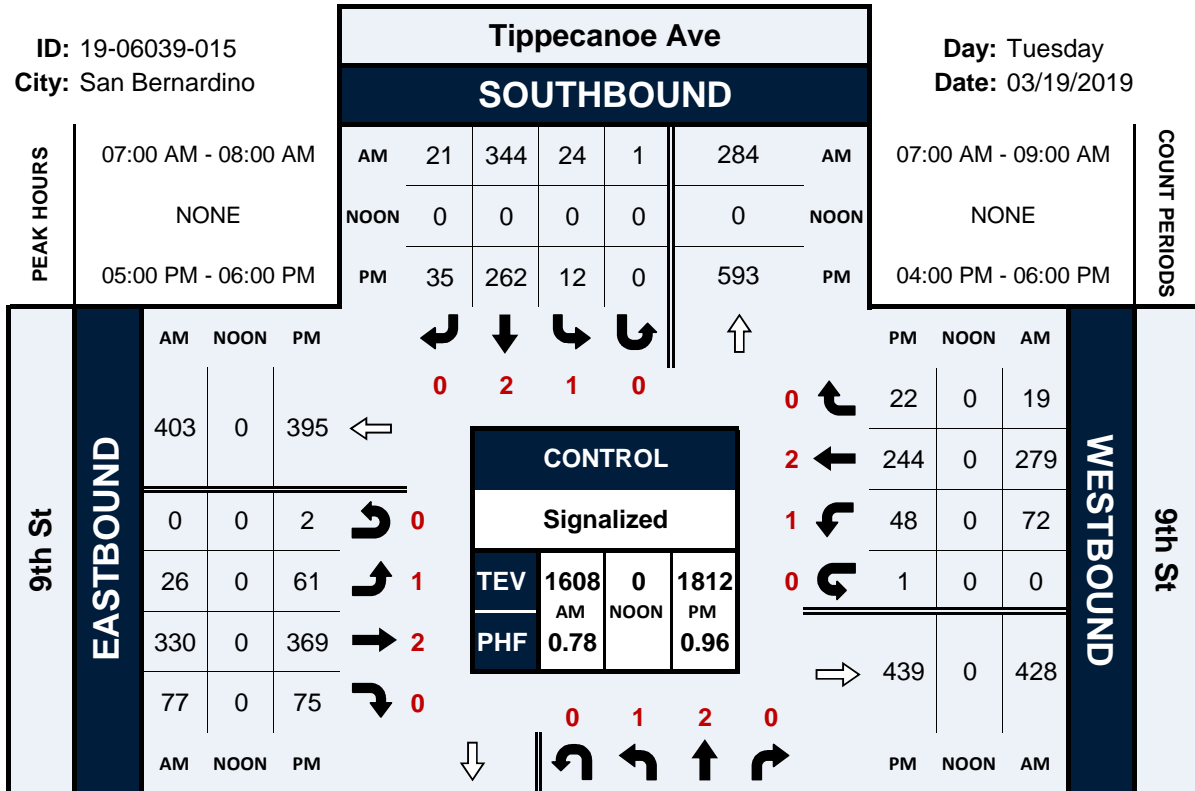 ID: 19-06039-015
City: San Bernardino
Tippecanoe Ave
SOUTHBOUND
Day: Tuesday
Date: 03/19/2019
PEAK HOURS
07:00 AM - 08:00 AM
NONE
05:00 PM - 06:00 PM
AM 21 344 24 1 284 AM
NOON 0 0 0 0 0 NOON
PM 35 262 12 0 593 PM
07:00 AM - 09:00 AM
NONE
04:00 PM - 06:00 PM
COUNT PERIODS
0 2 1 0
9th St
EASTBOUND
AM NOON PM
403 0 395
0 0 2 0
26 0 61 1
330 0 369 2
77 0 75 0
AM NOON PM
CONTROL
Signalized
TEV 1608 0 1812
AM NOON PM
PHF 0.78 0.96
0 1 2 0
PM NOON AM
0 22 0 19
2 244 0 279
1 48 0 72
0 1 0 0
439 0 428
PM NOON AM
WESTBOUND
9th St